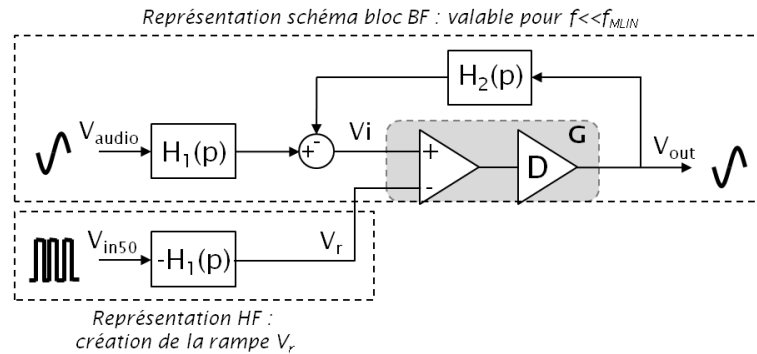 Représentation schéma bloc BF : valable pour f<<f_MLIN
H₂(p)
V_audio
H₁(p)
+
-
Vi
G
+
-
D
V_out
V_in50
-H₁(p)
V_r
Représentation HF :
création de la rampe V_r